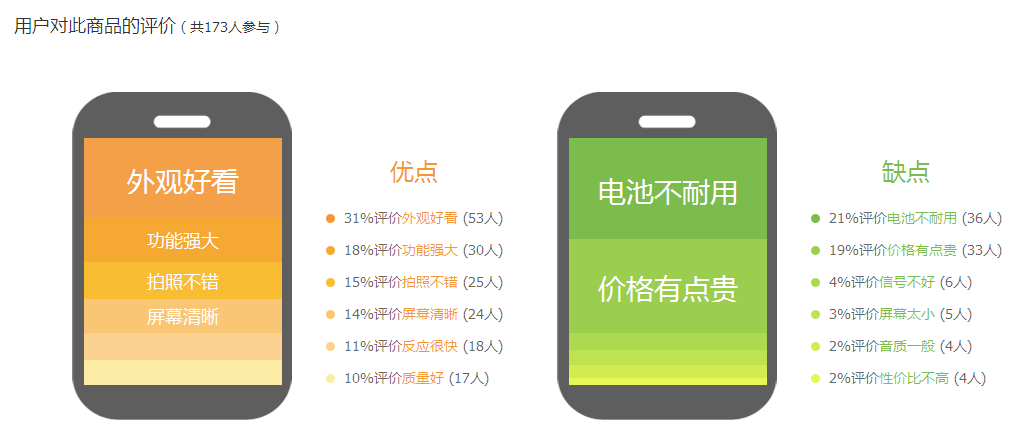 用户对此商品的评价（共173人参与）
外观好看
功能强大
拍照不错
屏幕清晰
优点
31%评价外观好看 (53人)
18%评价功能强大 (30人)
15%评价拍照不错 (25人)
14%评价屏幕清晰 (24人)
11%评价反应很快 (18人)
10%评价质量好 (17人)
电池不耐用
价格有点贵
缺点
21%评价电池不耐用 (36人)
19%评价价格有点贵 (33人)
4%评价信号不好 (6人)
3%评价屏幕太小 (5人)
2%评价音质一般 (4人)
2%评价性价比不高 (4人)